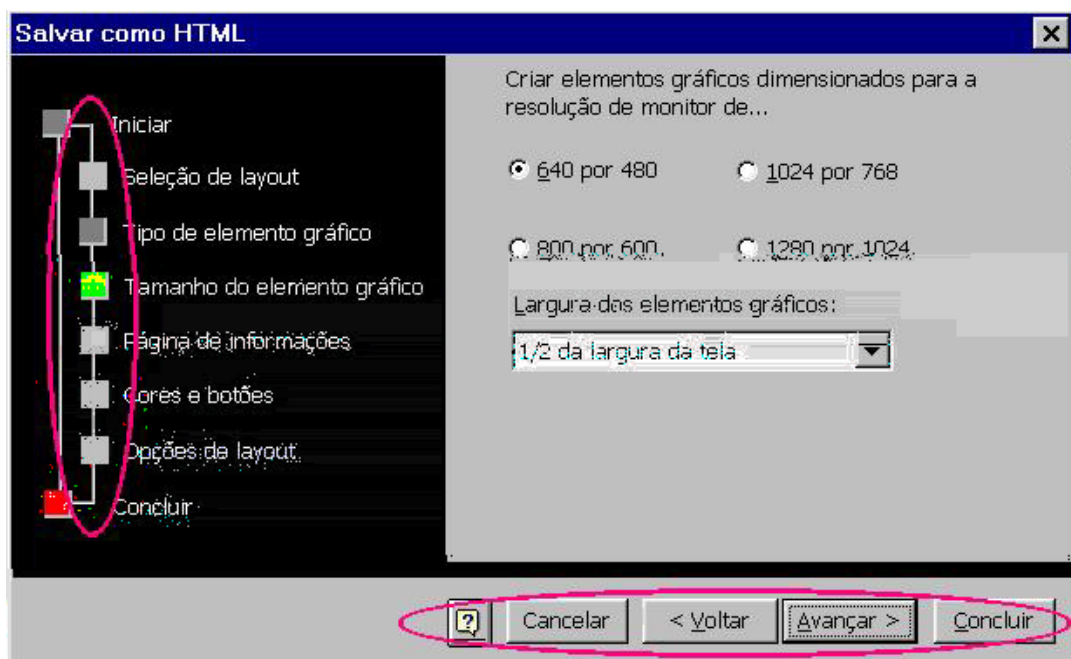 Salvar como HTML
Iniciar
Seleção de layout
Tipo de elemento gráfico
Tamanho do elemento gráfico
Página de informações
Cores e botões
Opções de layout
Concluir
Criar elementos gráficos dimensionados para a
resolução de monitor de...
640 por 480
1024 por 768
800 por 600
1280 por 1024
Largura dos elementos gráficos:
1/2 da largura da tela
Cancelar
< Voltar
Avançar >
Concluir